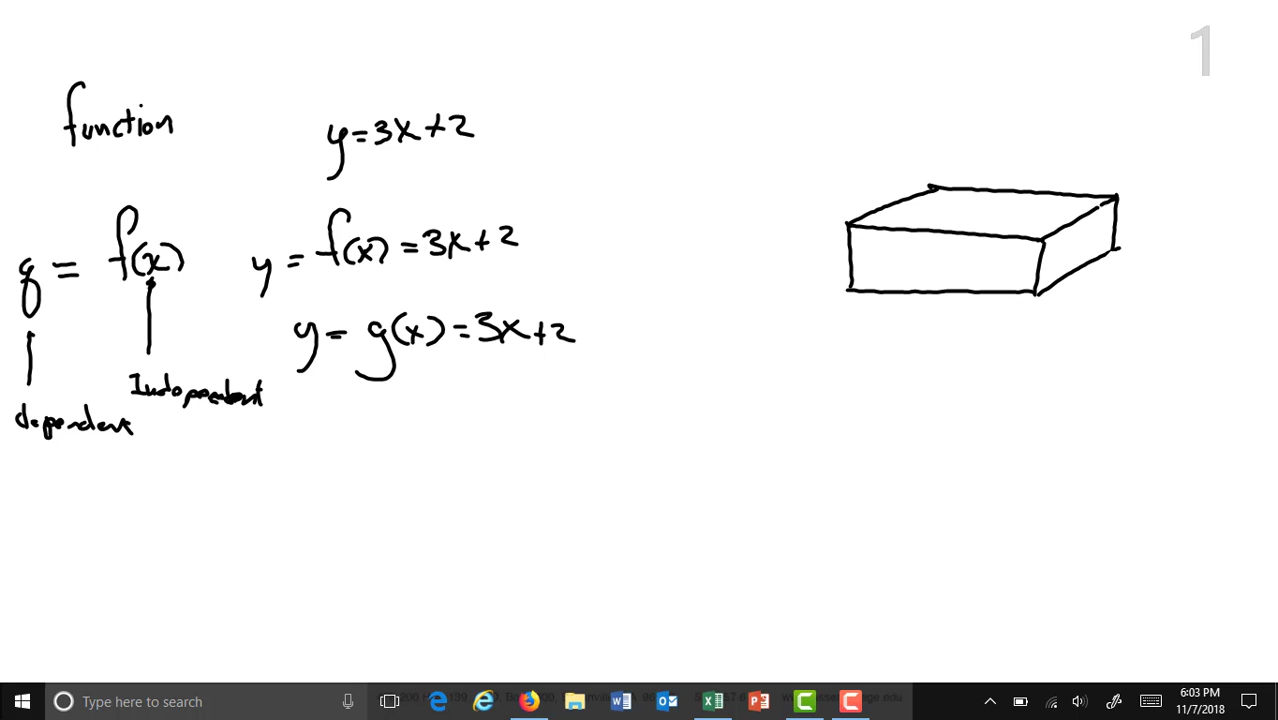 1
function
y=3x+2
y = f(x)
y = f(x) = 3x+2
y = g(x) = 3x+2
Independent
dependent
Type here to search
6:03 PM
11/7/2018